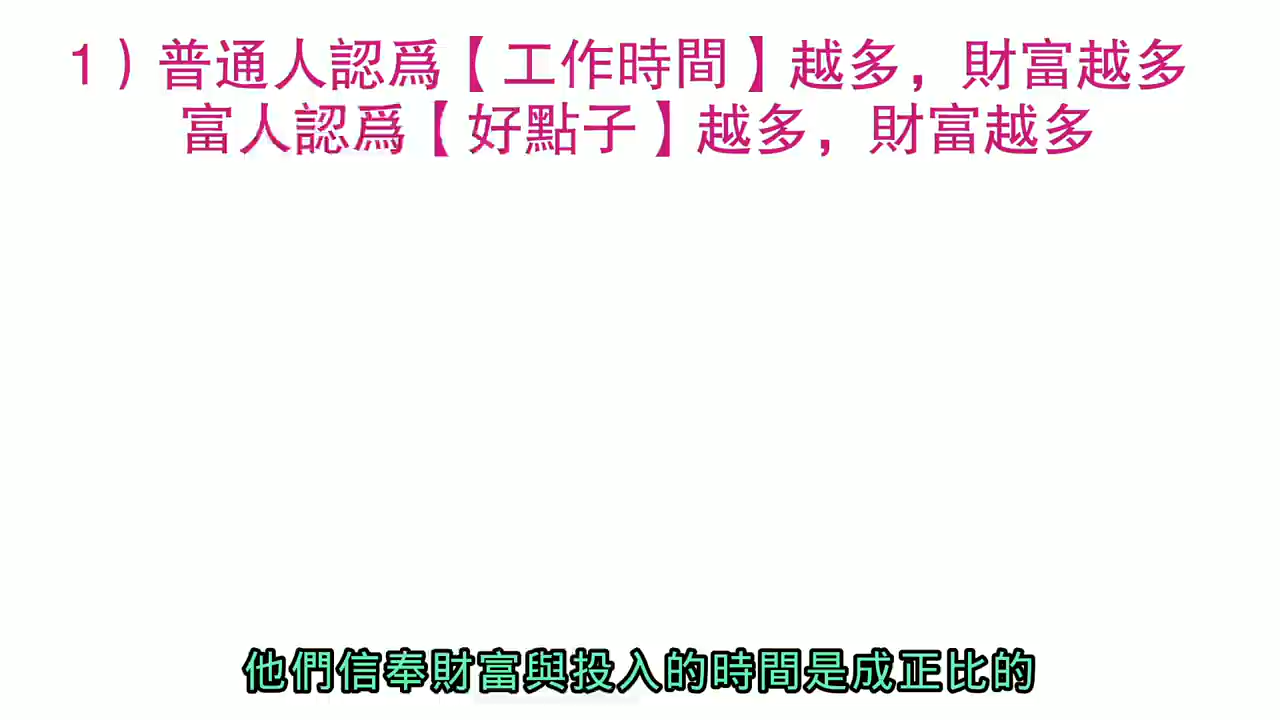 1）普通人認爲【工作時間】越多，財富越多
富人認爲【好點子】越多，財富越多
他們信奉財富與投入的時間是成正比的